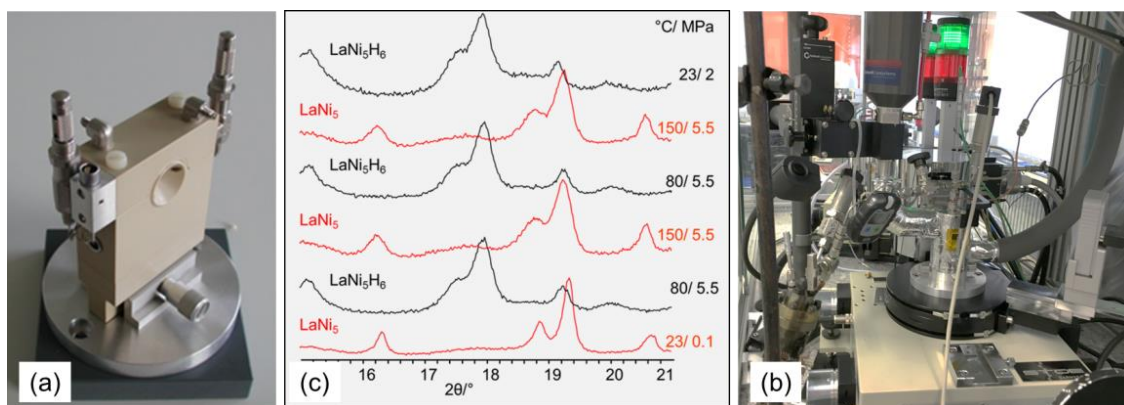 °C/ MPa
LaNi₅H₆
23/ 2
LaNi₅
150/ 5.5
LaNi₅H₆
80/ 5.5
LaNi₅
150/ 5.5
LaNi₅H₆
80/ 5.5
LaNi₅
23/ 0.1
16 17 18 19 19 20 21
2θ/°
(a)
(c)
(b)